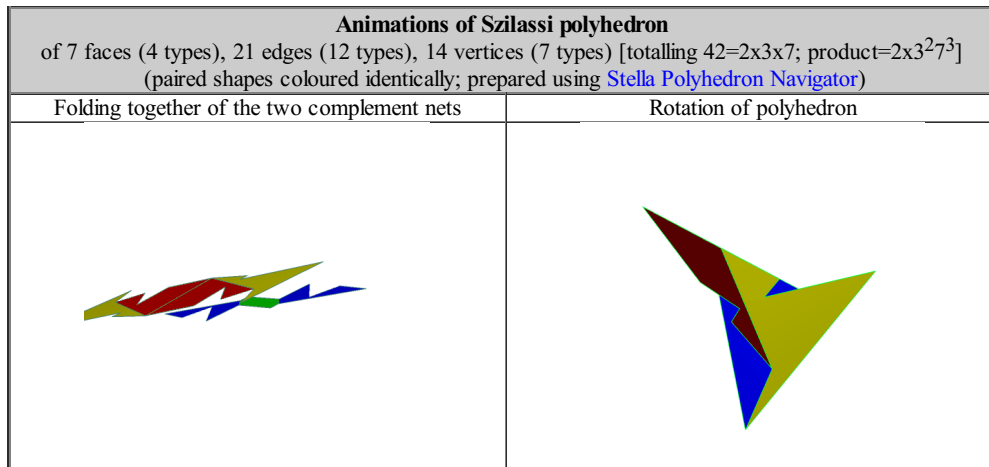 Animations of Szilassi polyhedron
of 7 faces (4 types), 21 edges (12 types), 14 vertices (7 types) [totalling 42=2x3x7; product=2x3²7³]
(paired shapes coloured identically; prepared using Stella Polyhedron Navigator)
Folding together of the two complement nets
Rotation of polyhedron